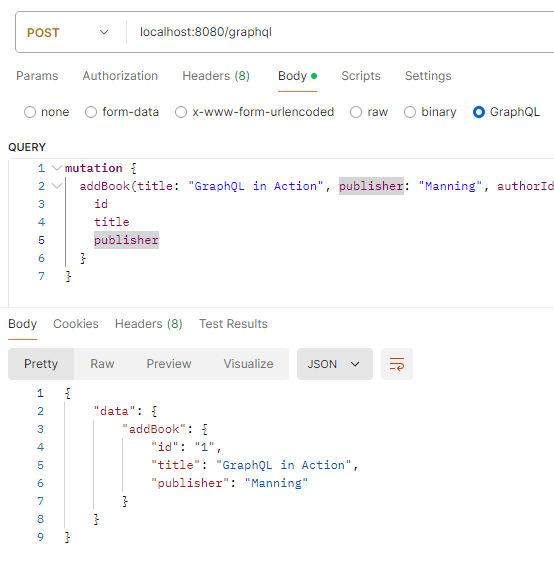 POST localhost:8080/graphql
Params Authorization Headers (8) Body Scripts Settings
none form-data x-www-form-urlencoded raw binary GraphQL
QUERY
1 mutation {
2 addBook(title: "GraphQL in Action", publisher: "Manning", authorId
3 id
4 title
5 publisher
6 }
7 }
Body Cookies Headers (8) Test Results
Pretty Raw Preview Visualize JSON
1 {
2 "data": {
3 "addBook": {
4 "id": "1",
5 "title": "GraphQL in Action",
6 "publisher": "Manning"
7 }
8 }
9 }